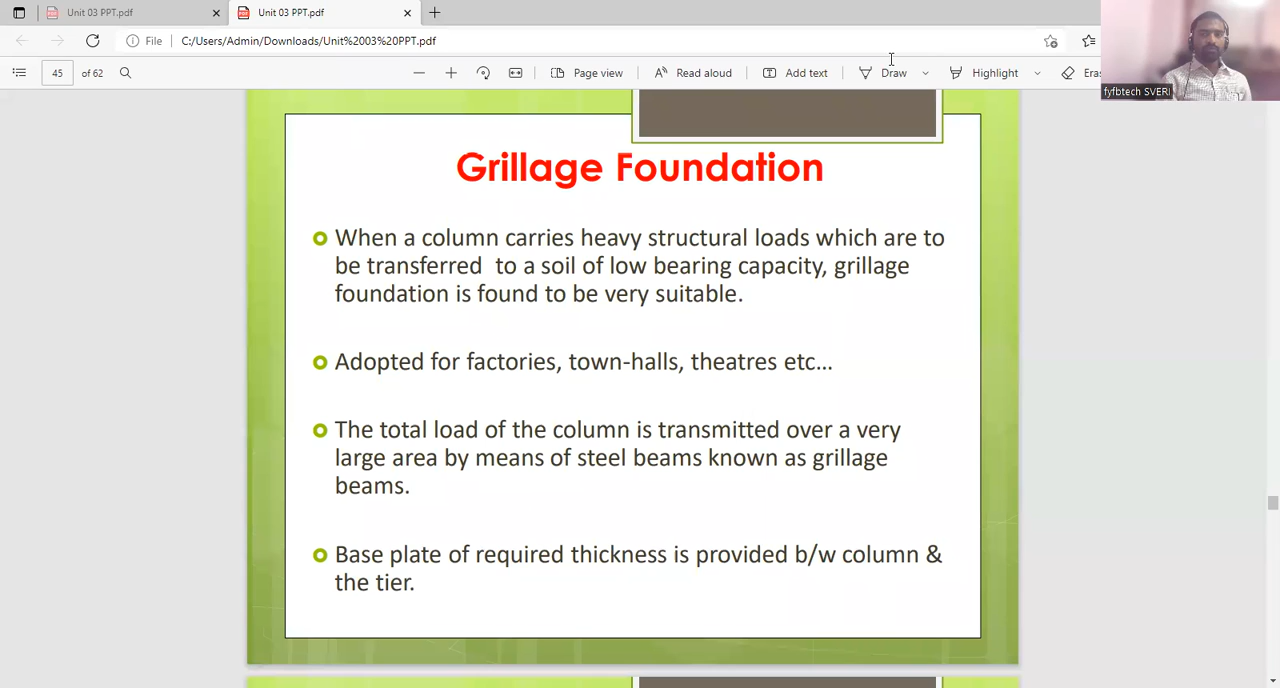 Unit 03 PPT.pdf
Unit 03 PPT.pdf
File C:/Users/Admin/Downloads/Unit%2003%20PPT.pdf
45 of 62 Page view Read aloud Add text Draw Highlight Eras
fyfbtech SVERI
Grillage Foundation
When a column carries heavy structural loads which are to
be transferred to a soil of low bearing capacity, grillage
foundation is found to be very suitable.
Adopted for factories, town-halls, theatres etc...
The total load of the column is transmitted over a very
large area by means of steel beams known as grillage
beams.
Base plate of required thickness is provided b/w column &
the tier.